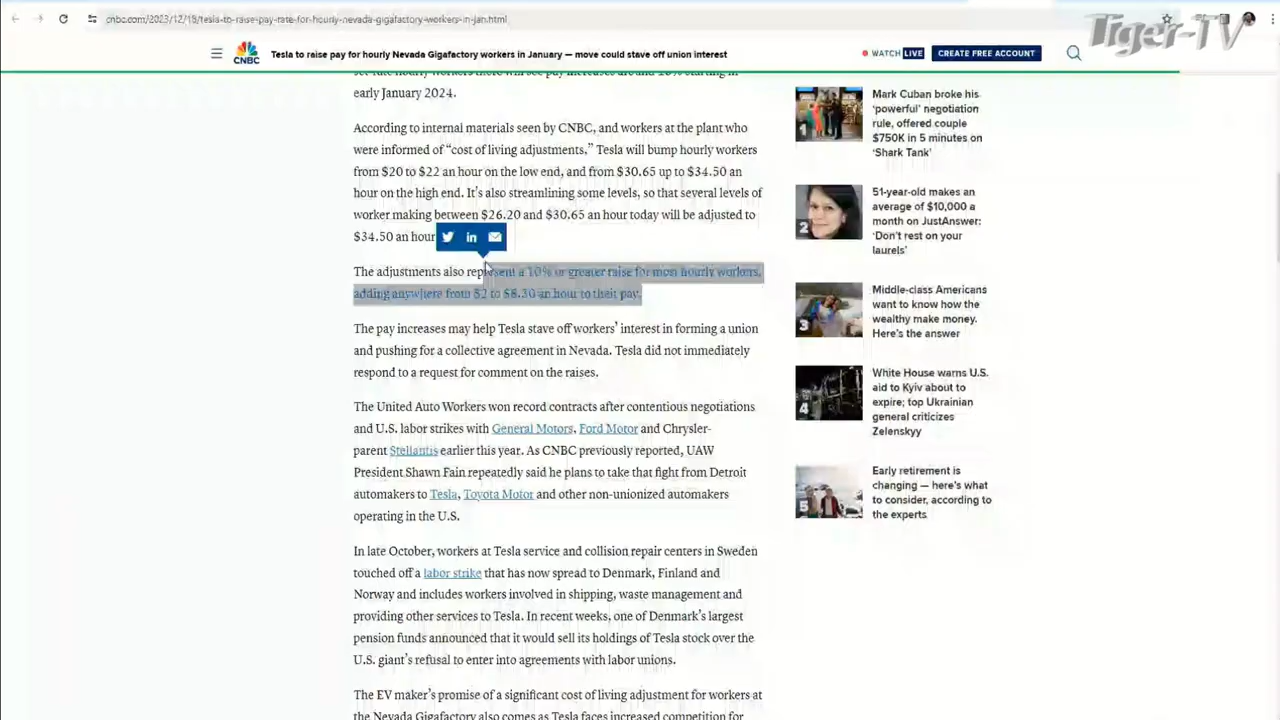 cnbc.com/2023/12/15/tesla-to-raise-pay-rate-for-hourly-nevada-gigafactory-workers-in-jan.html
Tiger-TV
CNBC
Tesla to raise pay for hourly Nevada Gigafactory workers in January — move could stave off union interest
WATCH LIVE
CREATE FREE ACCOUNT
early January 2024.
According to internal materials seen by CNBC, and workers at the plant who
were informed of “cost of living adjustments,” Tesla will bump hourly workers
from $20 to $22 an hour on the low end, and from $30.65 up to $34.50 an
hour on the high end. It’s also streamlining some levels, so that several levels of
worker making between $26.20 and $30.65 an hour today will be adjusted to
$34.50 an hour
The adjustments also represent a 10% or greater raise for most hourly workers,
adding anywhere from $2 to $8.30 an hour to their pay.
The pay increases may help Tesla stave off workers’ interest in forming a union
and pushing for a collective agreement in Nevada. Tesla did not immediately
respond to a request for comment on the raises.
The United Auto Workers won record contracts after contentious negotiations
and U.S. labor strikes with General Motors, Ford Motor and Chrysler-
parent Stellantis earlier this year. As CNBC previously reported, UAW
President Shawn Fain repeatedly said he plans to take that fight from Detroit
automakers to Tesla, Toyota Motor and other non-unionized automakers
operating in the U.S.
In late October, workers at Tesla service and collision repair centers in Sweden
touched off a labor strike that has now spread to Denmark, Finland and
Norway and includes workers involved in shipping, waste management and
providing other services to Tesla. In recent weeks, one of Denmark’s largest
pension funds announced that it would sell its holdings of Tesla stock over the
U.S. giant’s refusal to enter into agreements with labor unions.
The EV maker’s promise of a significant cost of living adjustment for workers at
the Nevada Gigafactory also comes as Tesla faces increased competition for
1
Mark Cuban broke his
‘powerful’ negotiation
rule, offered couple
$750K in 5 minutes on
‘Shark Tank’
2
51-year-old makes an
average of $10,000 a
month on JustAnswer:
‘Don’t rest on your
laurels’
3
Middle-class Americans
want to know how the
wealthy make money.
Here’s the answer
4
White House warns U.S.
aid to Kyiv about to
expire; top Ukrainian
general criticizes
Zelenskyy
5
Early retirement is
changing — here’s what
to consider, according to
the experts